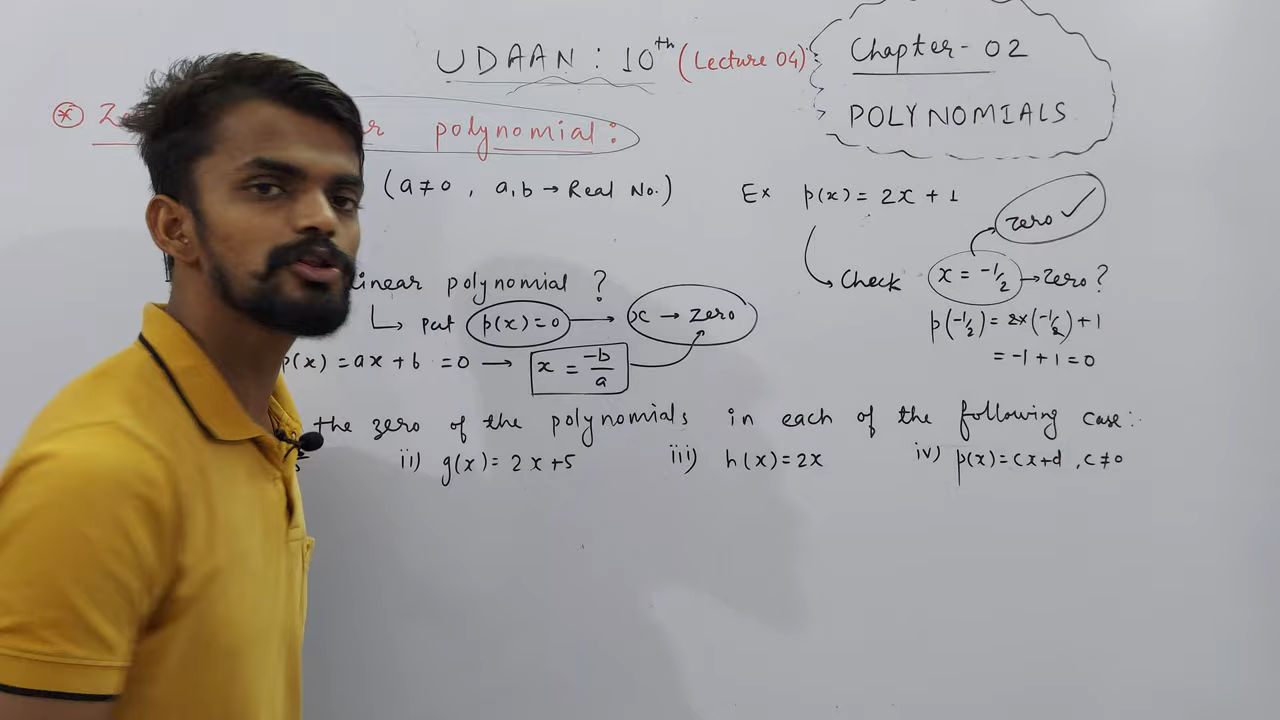 UDAAN : 10th (Lecture 04)
Chapter - 02
POLYNOMIALS
⊛ polynomial :
(a≠0 , a,b → Real No.)
Ex p(x) = 2x + 1
zero ✓
Check x = -1/2 → zero ?
p(-1/2) = 2×(-1/2) + 1
= -1 + 1 = 0
linear polynomial ?
↳ put p(x) = 0 → x → zero
p(x) = ax + b = 0 → x = -b/a
the zero of the polynomials in each of the following case :
ii) g(x) = 2x + 5 iii) h(x) = 2x iv) p(x) = cx+d , c≠0